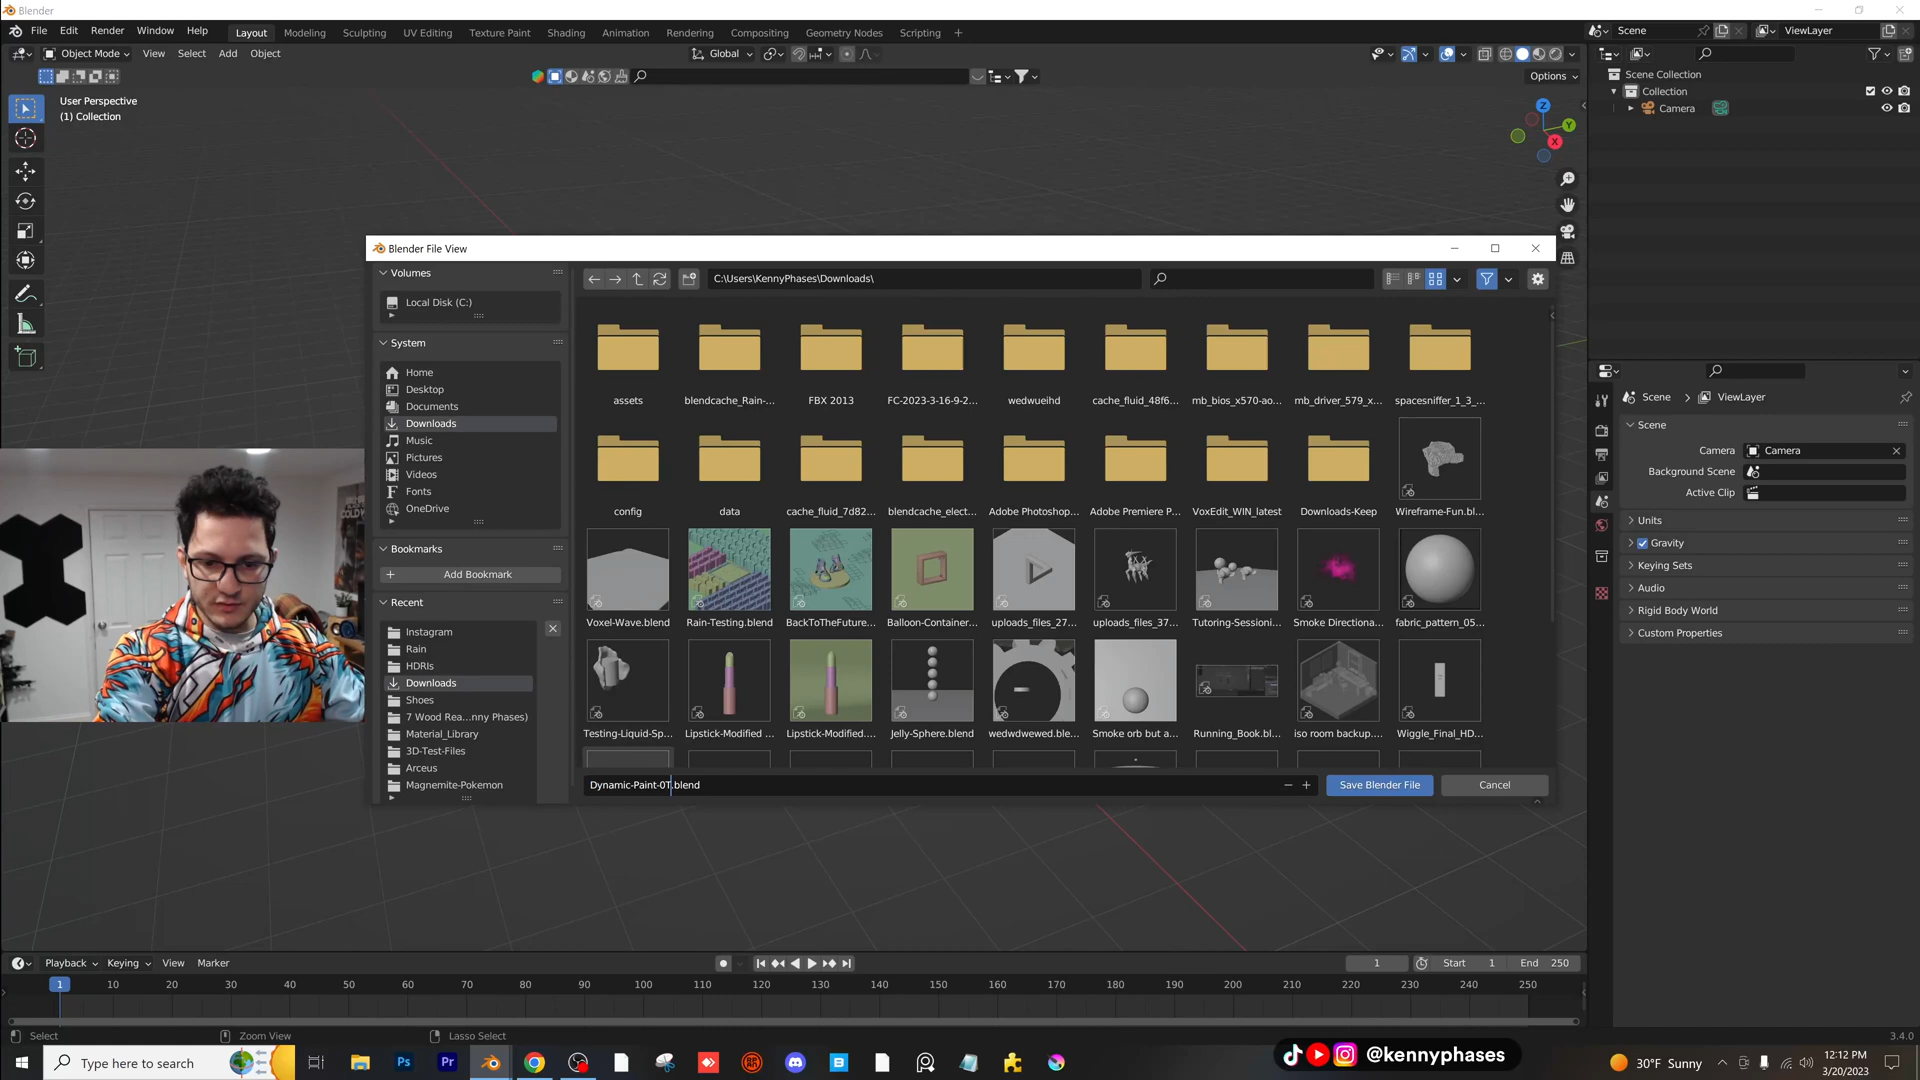 Blender
File Edit Render Window Help Layout Modeling Sculpting UV Editing Texture Paint Shading Animation Rendering Compositing Geometry Nodes Scripting + Scene ViewLayer
Object Mode View Select Add Object Global
Options
User Perspective
(1) Collection
Scene Collection
Collection
Camera
Z
Y
X
Blender File View
Volumes
Local Disk (C:)
System
Home
Desktop
Documents
Downloads
Music
Pictures
Videos
Fonts
OneDrive
Bookmarks
Add Bookmark
Recent
Instagram
Rain
HDRIs
Downloads
Shoes
7 Wood Rea...nny Phases)
Material_Library
3D-Test-Files
Arceus
Magnemite-Pokemon
C:\Users\KennyPhases\Downloads\
assets blendcache_Rain-... FBX 2013 FC-2023-3-16-9-2... wedwueihd cache_fluid_48f6... mb_bios_x570-ao... mb_driver_579_x... spacesniffer_1_3_...
config data cache_fluid_7d82... blendcache_elect... Adobe Photoshop... Adobe Premiere P... VoxEdit_WIN_latest Downloads-Keep Wireframe-Fun.bl...
Voxel-Wave.blend Rain-Testing.blend BackToTheFuture... Balloon-Container... uploads_files_27... uploads_files_37... Tutoring-Sessioni... Smoke Directiona... fabric_pattern_05...
Testing-Liquid-Sp... Lipstick-Modified ... Lipstick-Modified... Jelly-Sphere.blend wedwdwewed.ble... Smoke orb but a... Running_Book.bl... iso room backup.... Wiggle_Final_HD...
Dynamic-Paint-0T.blend
Save Blender File
Cancel
Scene ViewLayer
Scene
Camera Camera
Background Scene
Active Clip
Units
Gravity
Keying Sets
Audio
Rigid Body World
Custom Properties
Playback Keying View Marker 1 Start 1 End 250
1 10 20 30 40 50 60 70 80 90 100 110 120 130 140 150 160 170 180 190 200 210 220 230 240 250
Select Zoom View Lasso Select 3.4.0
Type here to search
Ps
Pr
@kennyphases
30°F Sunny
12:12 PM
3/20/2023